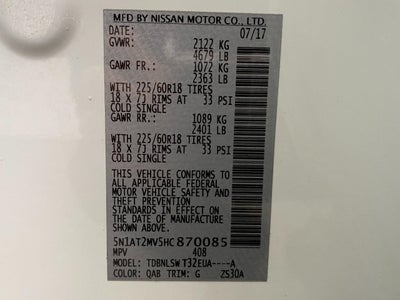 MFD BY NISSAN MOTOR CO., LTD.
DATE: 07/17
GVWR: 2122 KG
4679 LB
GAWR FR.: 1072 KG
2363 LB
WITH 225/60R18 TIRES
18 X 7J RIMS AT 33 PSI
COLD SINGLE
GAWR RR.: 1089 KG
2401 LB
WITH 225/60R18 TIRES
18 X 7J RIMS AT 33 PSI
COLD SINGLE
THIS VEHICLE CONFORMS TO
ALL APPLICABLE FEDERAL
MOTOR VEHICLE SAFETY AND
THEFT PREVENTION
STANDARDS IN EFFECT ON
THE DATE OF MANUFACTURE
SHOWN ABOVE.
5N1AT2MV5HC870085
MPV 408
MODEL: TDBNLSW T32EUA----A
COLOR: QAB TRIM: G ZS30A